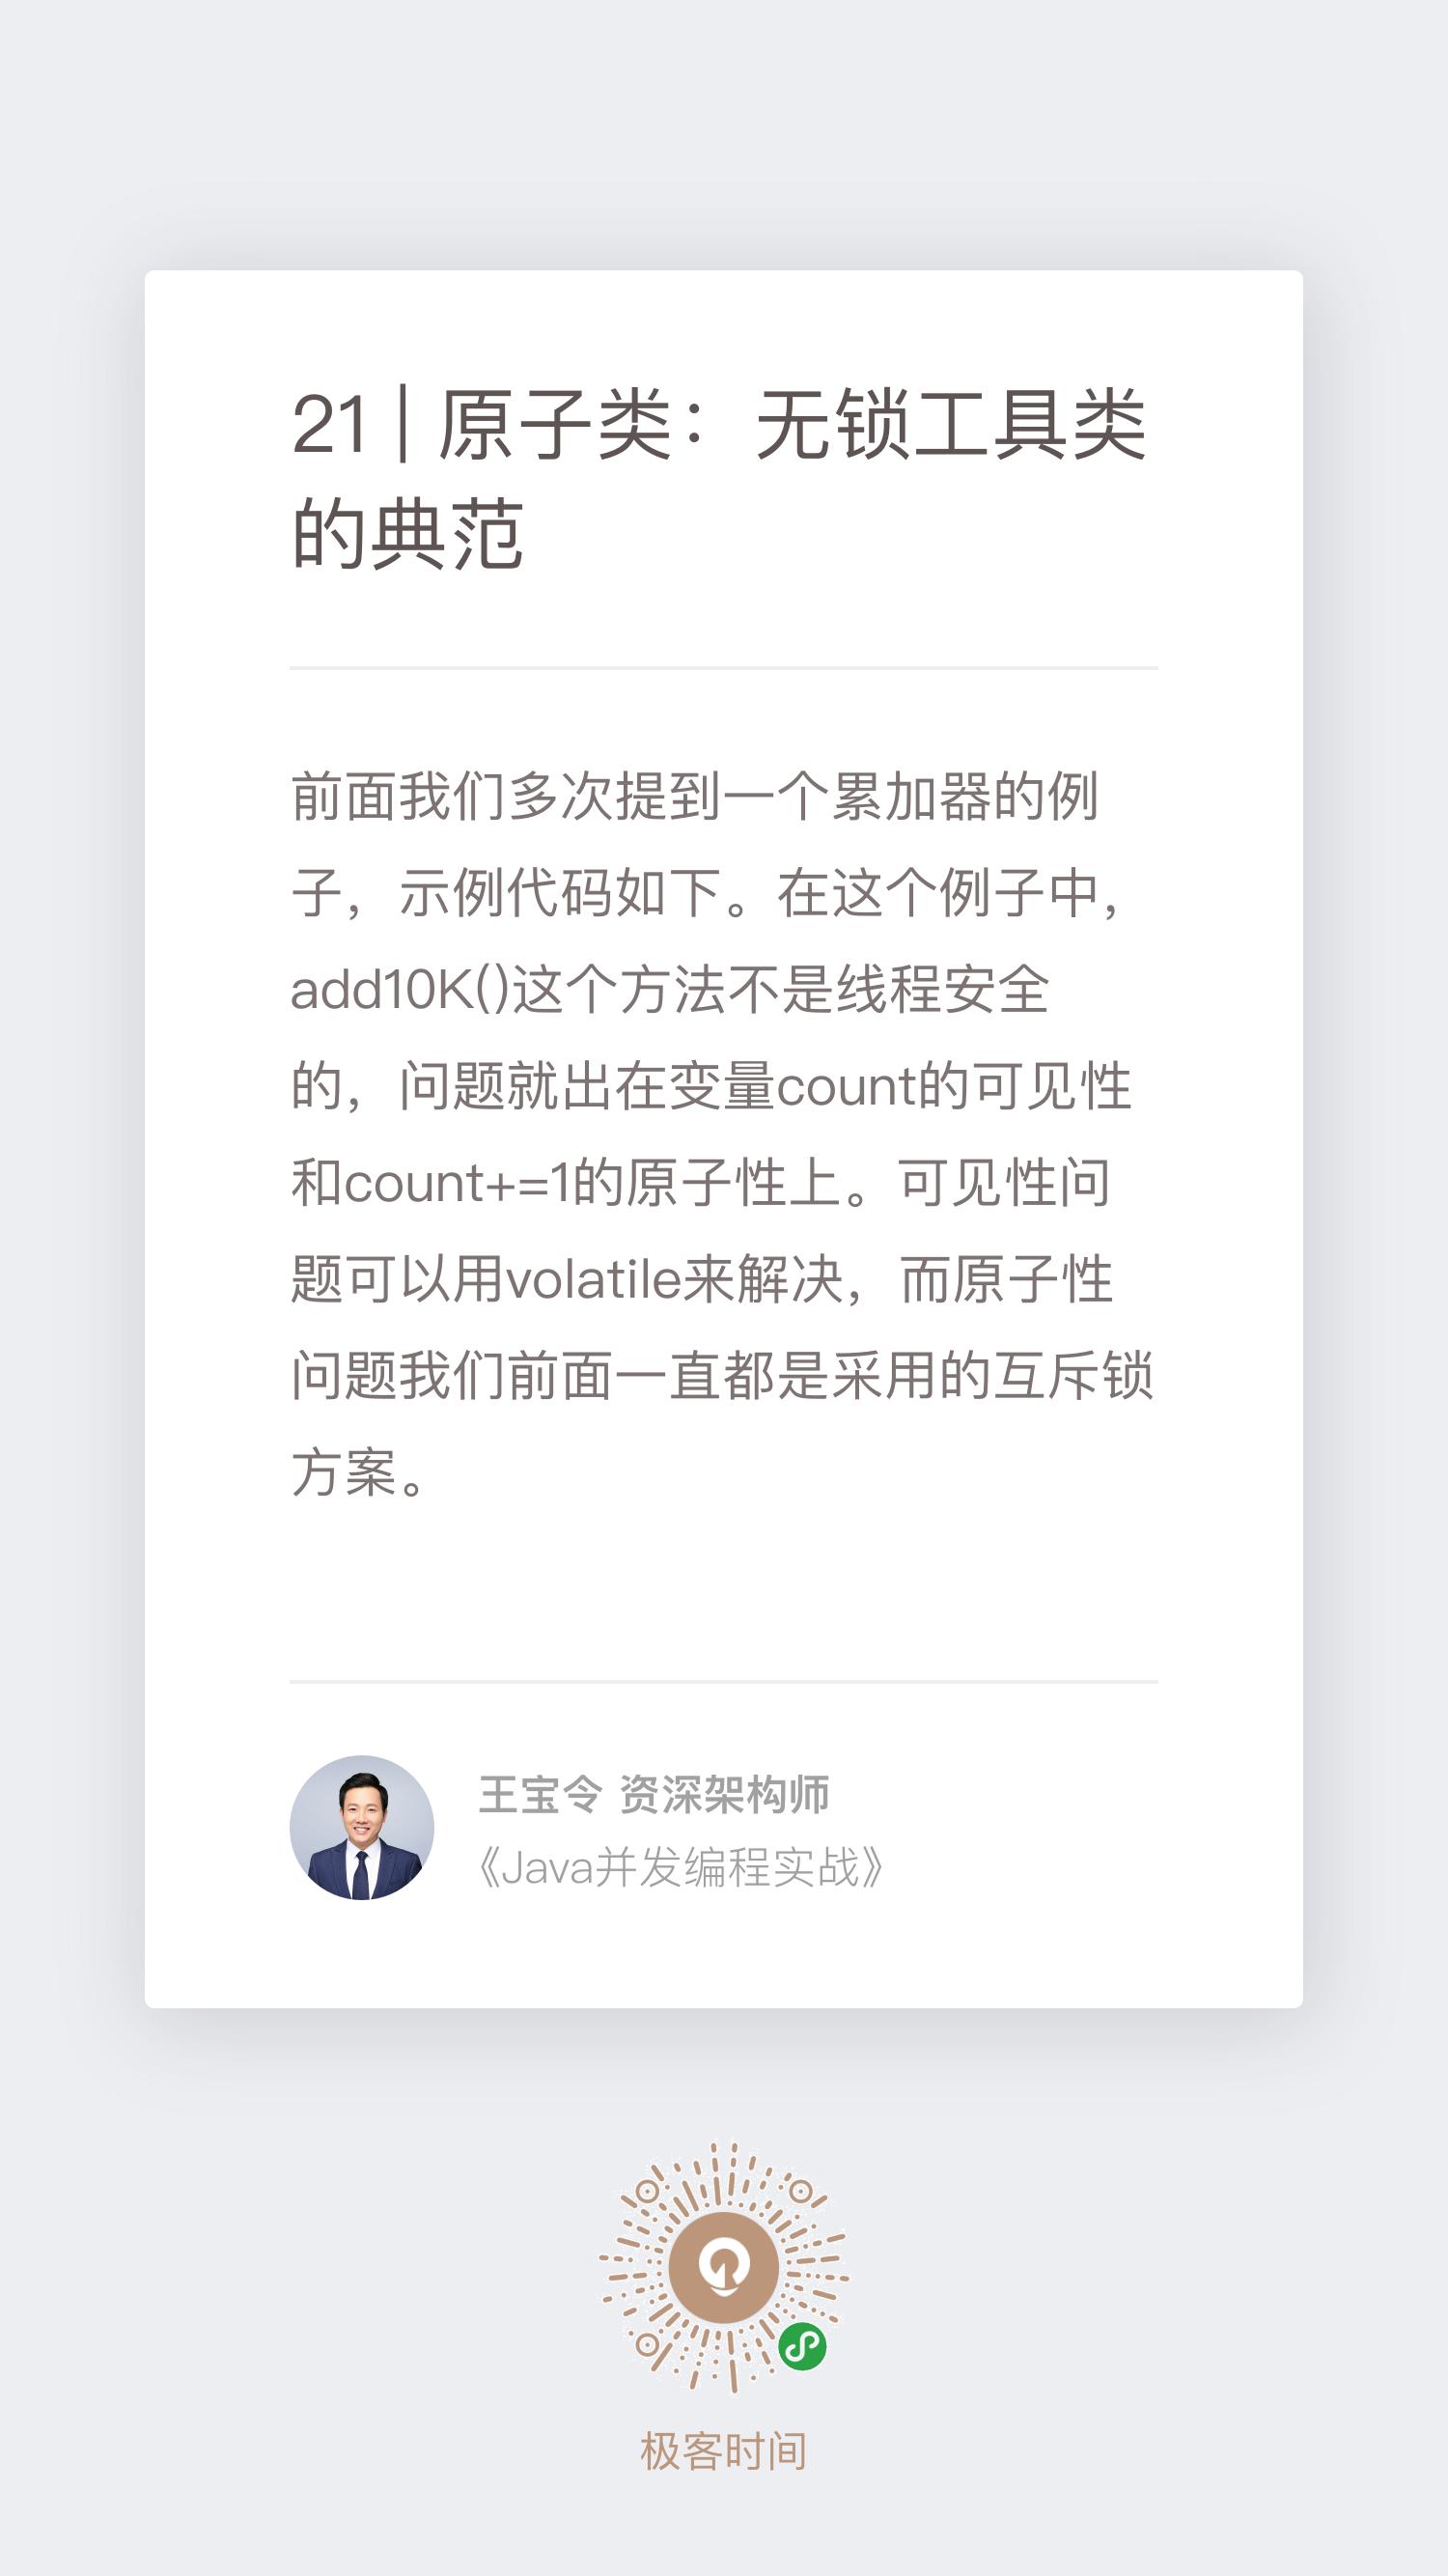 21 | 原子类：无锁工具类
的典范
前面我们多次提到一个累加器的例
子，示例代码如下。在这个例子中，
add10K()这个方法不是线程安全
的，问题就出在变量count的可见性
和count+=1的原子性上。可见性问
题可以用volatile来解决，而原子性
问题我们前面一直都是采用的互斥锁
方案。
王宝令 资深架构师
《Java并发编程实战》
极客时间